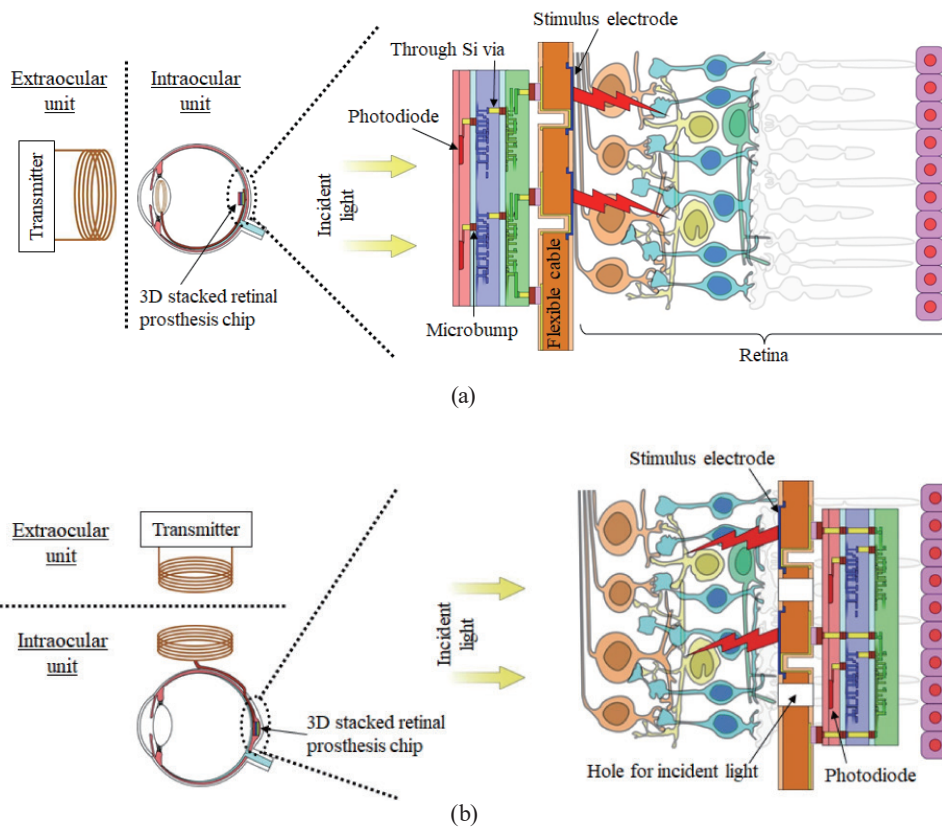 (a)
Extraocular
unit
Intraocular
unit
Transmitter
3D stacked retinal
prosthesis chip
Incident
light
Through Si via
Photodiode
Stimulus electrode
Microbump
Flexible cable
Retina
(a)
Extraocular
unit
Transmitter
Intraocular
unit
3D stacked retinal
prosthesis chip
Incident
light
Stimulus electrode
Hole for incident light
Photodiode
(b)